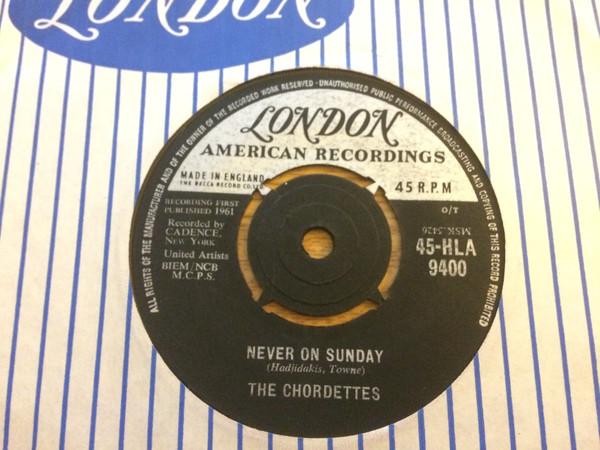 LONDON
ALL RIGHTS OF THE MANUFACTURER AND OF THE OWNER OF THE RECORDED WORK RESERVED · UNAUTHORISED PUBLIC PERFORMANCE BROADCASTING AND COPYING OF THIS RECORD PROHIBITED
LONDON
AMERICAN RECORDINGS
MADE IN ENGLAND
THE DECCA RECORD CO. LTD.
45 R.P.M
RECORDING FIRST
PUBLISHED 1961
Recorded by
CADENCE,
NEW YORK
United Artists
BIEM/NCB
M.C.P.S.
O/T
MSK.5426
45-HLA
9400
NEVER ON SUNDAY
(Hadjidakis, Towne)
THE CHORDETTES